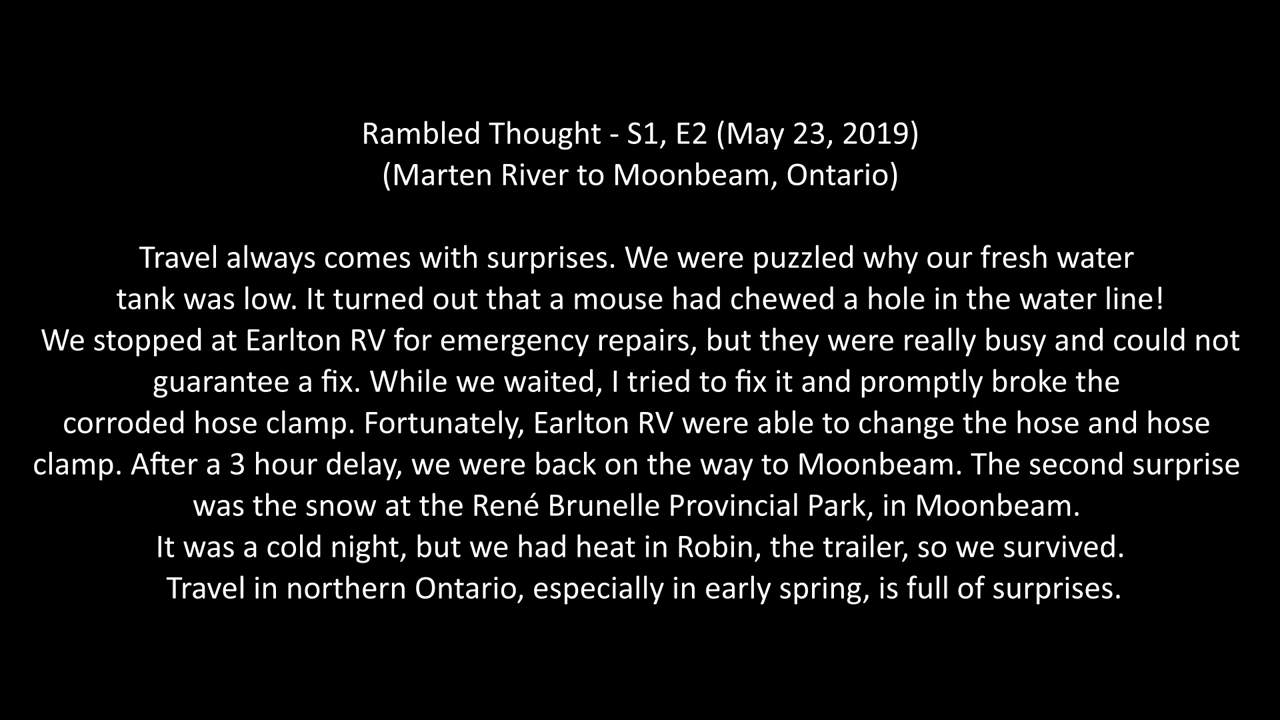 Rambled Thought - S1, E2 (May 23, 2019)
(Marten River to Moonbeam, Ontario)
Travel always comes with surprises. We were puzzled why our fresh water
tank was low. It turned out that a mouse had chewed a hole in the water line!
We stopped at Earlton RV for emergency repairs, but they were really busy and could not
guarantee a fix. While we waited, I tried to fix it and promptly broke the
corroded hose clamp. Fortunately, Earlton RV were able to change the hose and hose
clamp. After a 3 hour delay, we were back on the way to Moonbeam. The second surprise
was the snow at the René Brunelle Provincial Park, in Moonbeam.
It was a cold night, but we had heat in Robin, the trailer, so we survived.
Travel in northern Ontario, especially in early spring, is full of surprises.